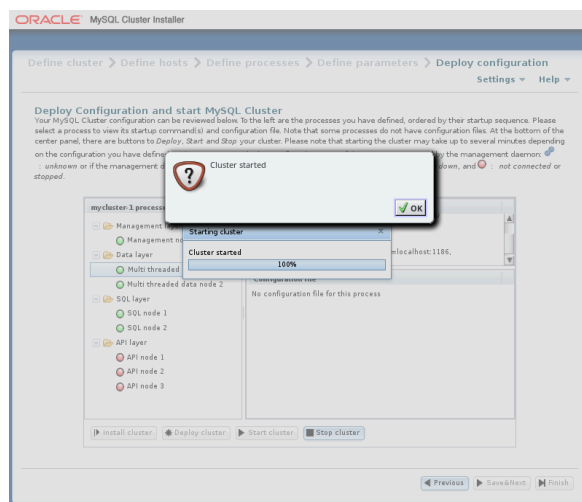 ORACLE MySQL Cluster Installer
Define cluster > Define hosts > Define processes > Define parameters > Deploy configuration
Settings Help
Deploy Configuration and start MySQL Cluster
Your MySQL Cluster configuration can be reviewed below. To the left are the processes you have defined, ordered by their startup sequence. Please
select a process to view its startup command(s) and configuration file. Note that some processes do not have configuration files. At the bottom of the
center panel, there are buttons to Deploy, Start and Stop your cluster. Please note that starting the cluster may take up to several minutes depending
on the configuration you have define by the management daemon:
: unknown or if the management d down, and : not connected or
stopped.
Cluster started
OK
mycluster-1 process
Starting cluster x
Cluster started
100%
Management
Management no
Data layer
localhost:1186,
Multi threaded
Multi threaded data node 2
No configuration file for this process
SQL layer
SQL node 1
SQL node 2
API layer
API node 1
API node 2
API node 3
Install cluster Deploy cluster Start cluster Stop cluster
Previous Save&Next Finish